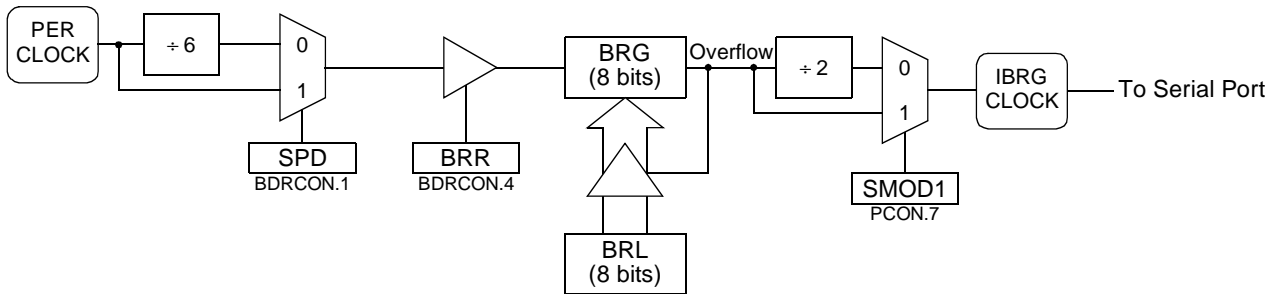 PER
CLOCK
÷ 6
0
1
SPD
BDRCON.1
BRR
BDRCON.4
BRG
(8 bits)
Overflow
BRL
(8 bits)
÷ 2
0
1
SMOD1
PCON.7
IBRG
CLOCK
To Serial Port